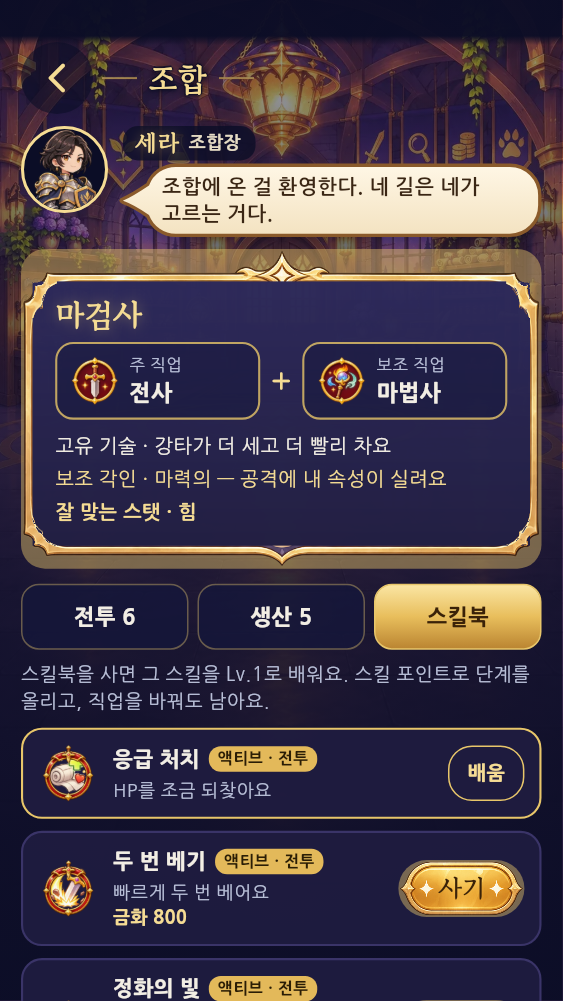 조합
세라 조합장
조합에 온 걸 환영한다. 네 길은 네가
고르는 거다.
마검사
주 직업
전사
+
보조 직업
마법사
고유 기술 · 강타가 더 세고 더 빨리 차요
보조 각인 · 마력의 — 공격에 내 속성이 실려요
잘 맞는 스탯 · 힘
전투 6
생산 5
스킬북
스킬북을 사면 그 스킬을 Lv.1로 배워요. 스킬 포인트로 단계를
올리고, 직업을 바꿔도 남아요.
응급 처치 액티브 · 전투
HP를 조금 되찾아요
배움
두 번 베기 액티브 · 전투
빠르게 두 번 베어요
금화 800
사기
정화의 빛 액티브 · 전투